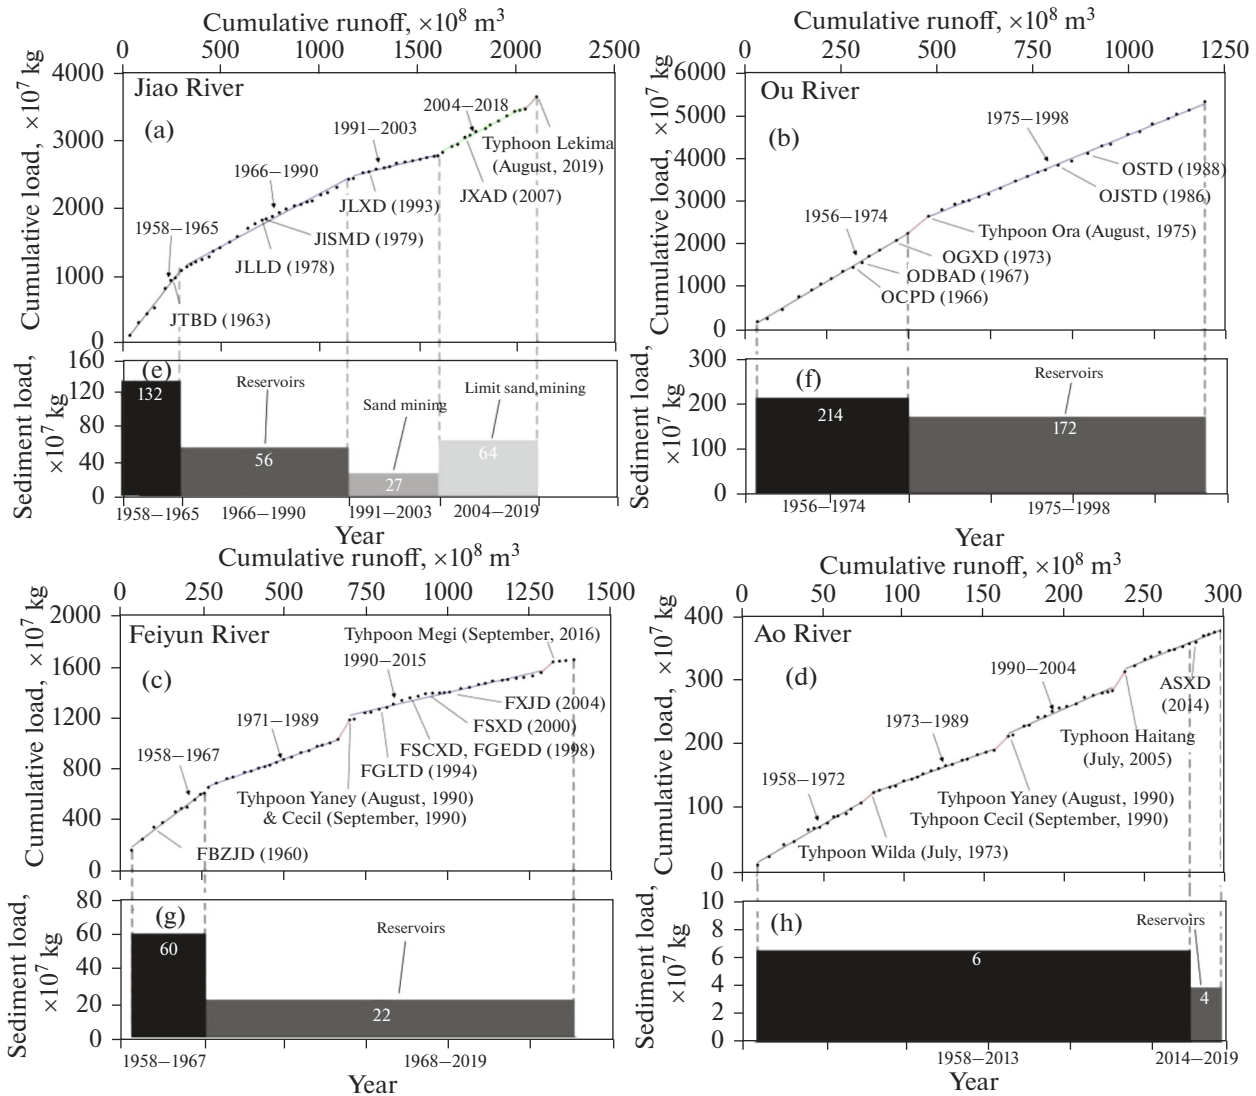 Cumulative runoff, ×10⁸ m³
0 500 1000 1500 2000 2500
Cumulative load, ×10⁷ kg
4000
3000
2000
1000
0
Jiao River
(a)
2004–2018
1991–2003
Typhoon Lekima
(August, 2019)
1966–1990
JXAD (2007)
JLXD (1993)
1958–1965
JISMD (1979)
JLLD (1978)
JTBD (1963)
Sediment load,
×10⁷ kg
160
120
80
40
0
(e)
132
Reservoirs
56
Sand mining
27
Limit sand mining
64
1958–1965 1966–1990 1991–2003 2004–2019
Year
Cumulative runoff, ×10⁸ m³
0 250 500 750 1000 1250
Cumulative load, ×10⁷ kg
6000
5000
4000
3000
2000
1000
0
Ou River
(b)
1975–1998
OSTD (1988)
OJSTD (1986)
1956–1974
Tyhpoon Ora (August, 1975)
OGXD (1973)
ODBAD (1967)
OCPD (1966)
Sediment load,
×10⁷ kg
300
200
100
0
(f)
214
Reservoirs
172
1956–1974 1975–1998
Year
Cumulative runoff, ×10⁸ m³
0 250 500 750 1000 1250 1500
Cumulative load, ×10⁷ kg
2000
1600
1200
800
400
0
Feiyun River
Tyhpoon Megi (September, 2016)
1990–2015
(c)
FXJD (2004)
1971–1989
FSXD (2000)
FSCXD, FGEDD (1998)
1958–1967
FGLTD (1994)
Tyhpoon Yaney (August, 1990)
& Cecil (September, 1990)
FBZJD (1960)
Sediment load,
×10⁷ kg
80
60
40
20
0
(g)
60
Reservoirs
22
1958–1967 1968–2019
Year
Cumulative runoff, ×10⁸ m³
0 50 100 150 200 250 300
Cumulative load, ×10⁷ kg
400
300
200
100
0
Ao River
1990–2004
(d)
ASXD
(2014)
1973–1989
Typhoon Haitang
(July, 2005)
1958–1972
Tyhpoon Yaney (August, 1990)
Tyhpoon Cecil (September, 1990)
Tyhpoon Wilda (July, 1973)
Sediment load,
×10⁷ kg
10
8
6
4
2
0
(h)
Reservoirs
6
4
1958–2013 2014–2019
Year